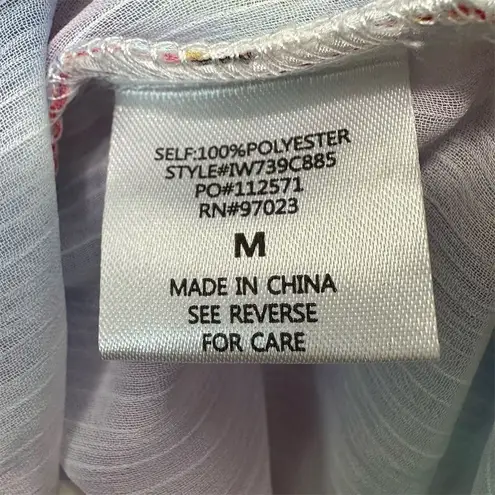 SELF:100%POLYESTER
STYLE#IW739C885
PO#112571
RN#97023
M
MADE IN CHINA
SEE REVERSE
FOR CARE